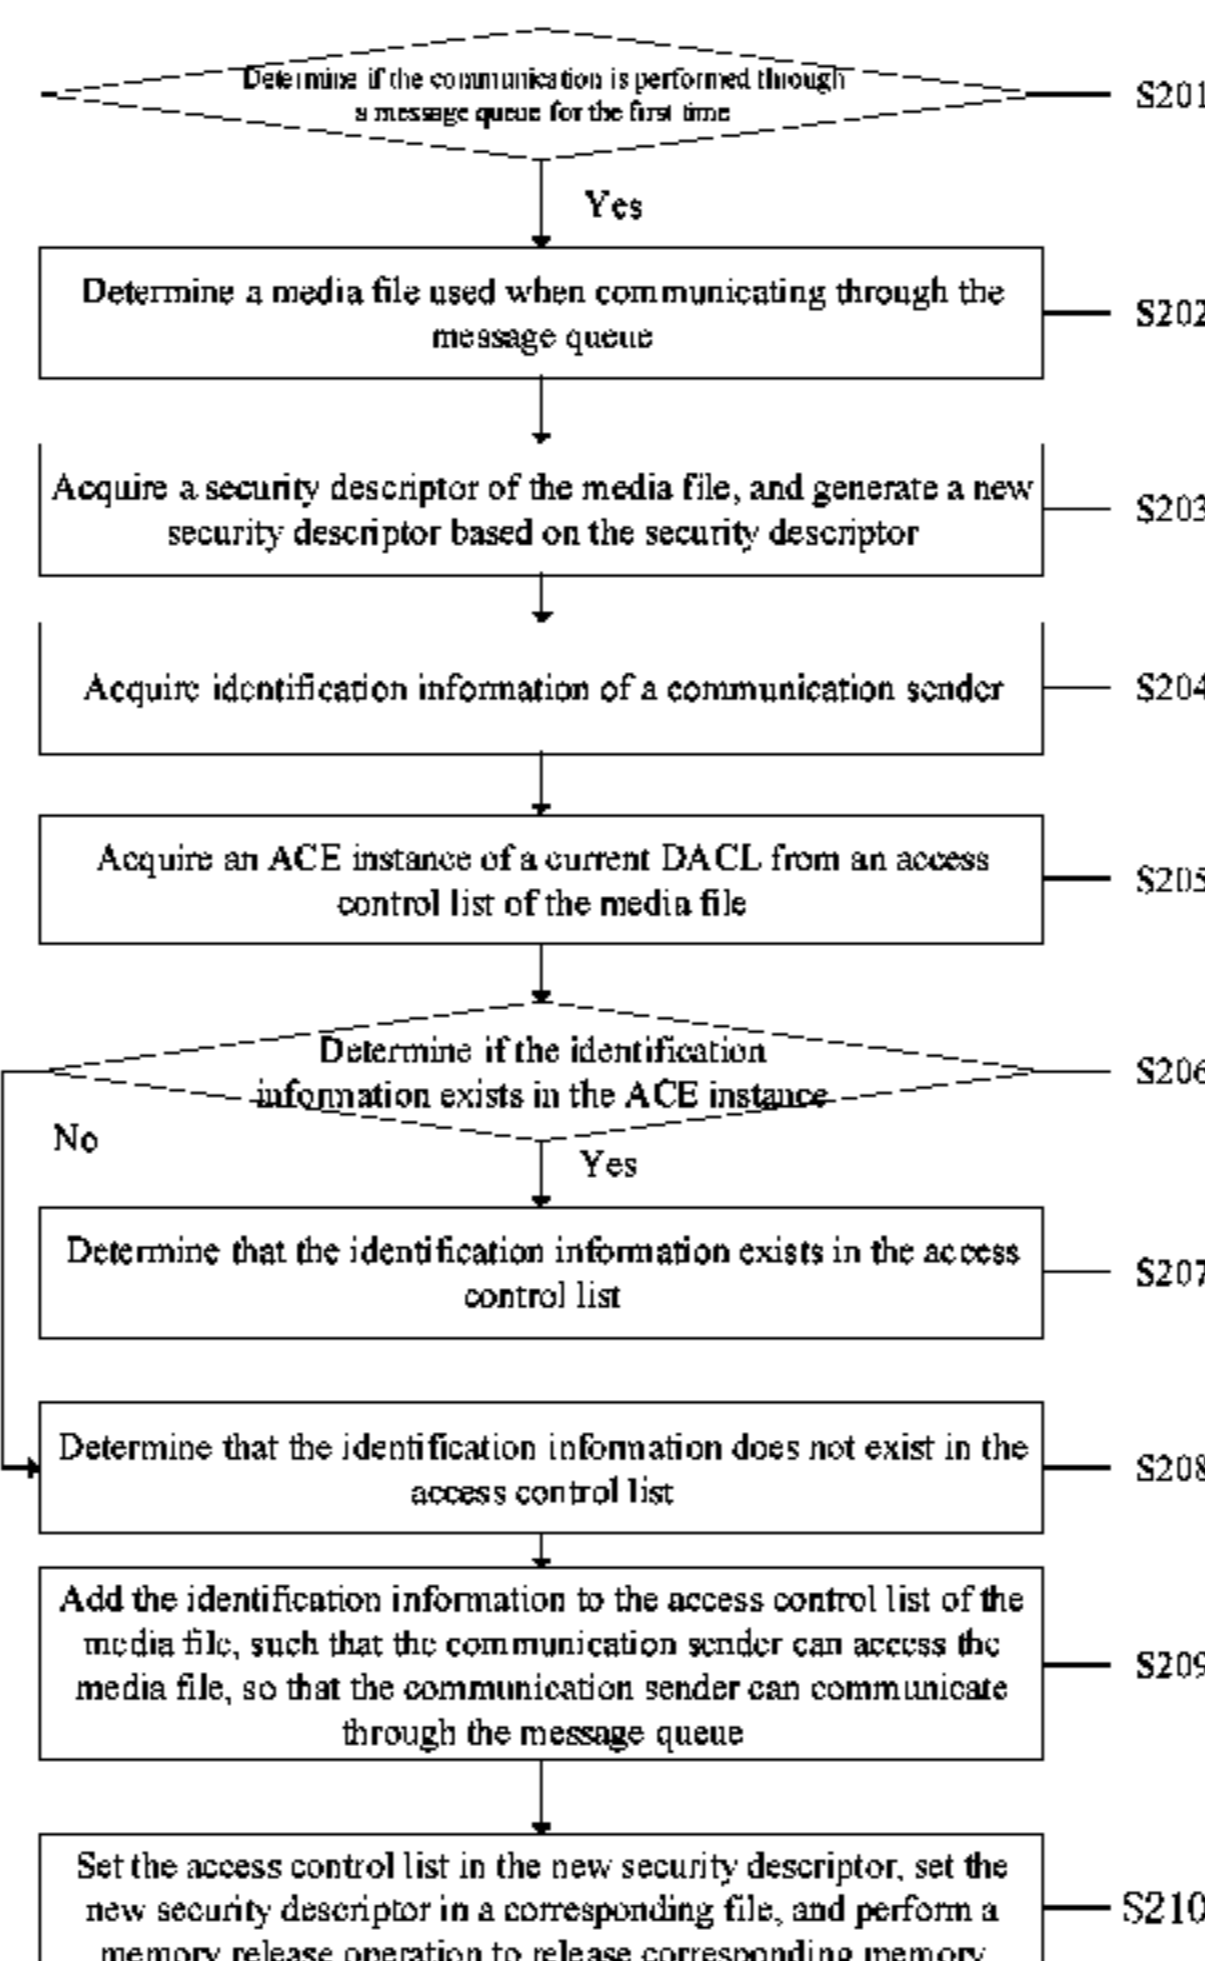 Determine if the communication is performed through
a message queue for the first time
S201
Yes
Determine a media file used when communicating through the
message queue
S202
Acquire a security descriptor of the media file, and generate a new
security descriptor based on the security descriptor
S203
Acquire identification information of a communication sender
S204
Acquire an ACE instance of a current DACL from an access
control list of the media file
S205
Determine if the identification
information exists in the ACE instance
S206
No
Yes
Determine that the identification information exists in the access
control list
S207
Determine that the identification information does not exist in the
access control list
S208
Add the identification information to the access control list of the
media file, such that the communication sender can access the
media file, so that the communication sender can communicate
through the message queue
S209
Set the access control list in the new security descriptor, set the
new security descriptor in a corresponding file, and perform a
memory release operation to release corresponding memory
S210